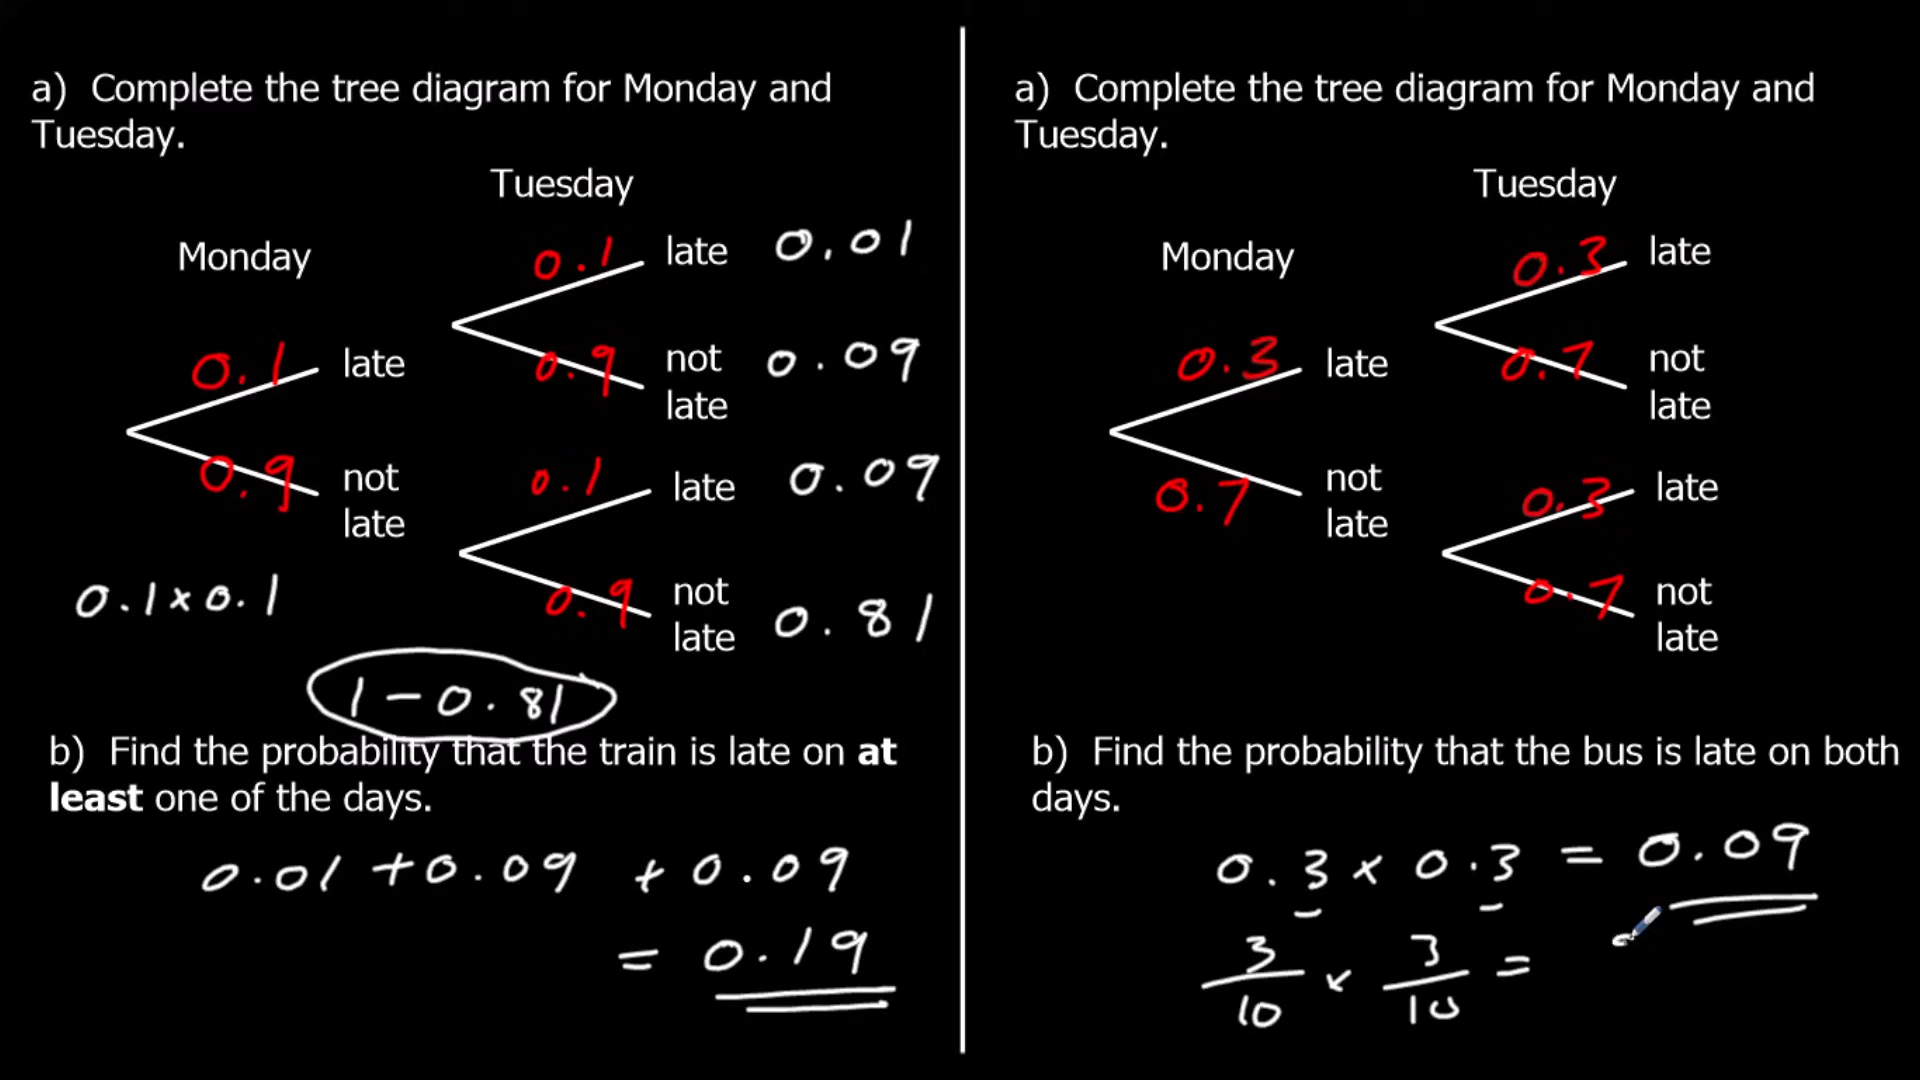 a) Complete the tree diagram for Monday and
Tuesday.
Tuesday
Monday
0.1 late 0.01
0.1 late
0.9 not late 0.09
0.9 not late
0.1 late 0.09
0.9 not late 0.81
0.1 × 0.1
1 - 0.81
b) Find the probability that the train is late on at
least one of the days.
0.01 + 0.09 + 0.09
= 0.19
a) Complete the tree diagram for Monday and
Tuesday.
Tuesday
Monday
0.3 late
0.3 late
0.7 not late
0.7 not late
0.3 late
0.7 not late
b) Find the probability that the bus is late on both
days.
0.3 × 0.3 = 0.09
3/10 × 3/10 =